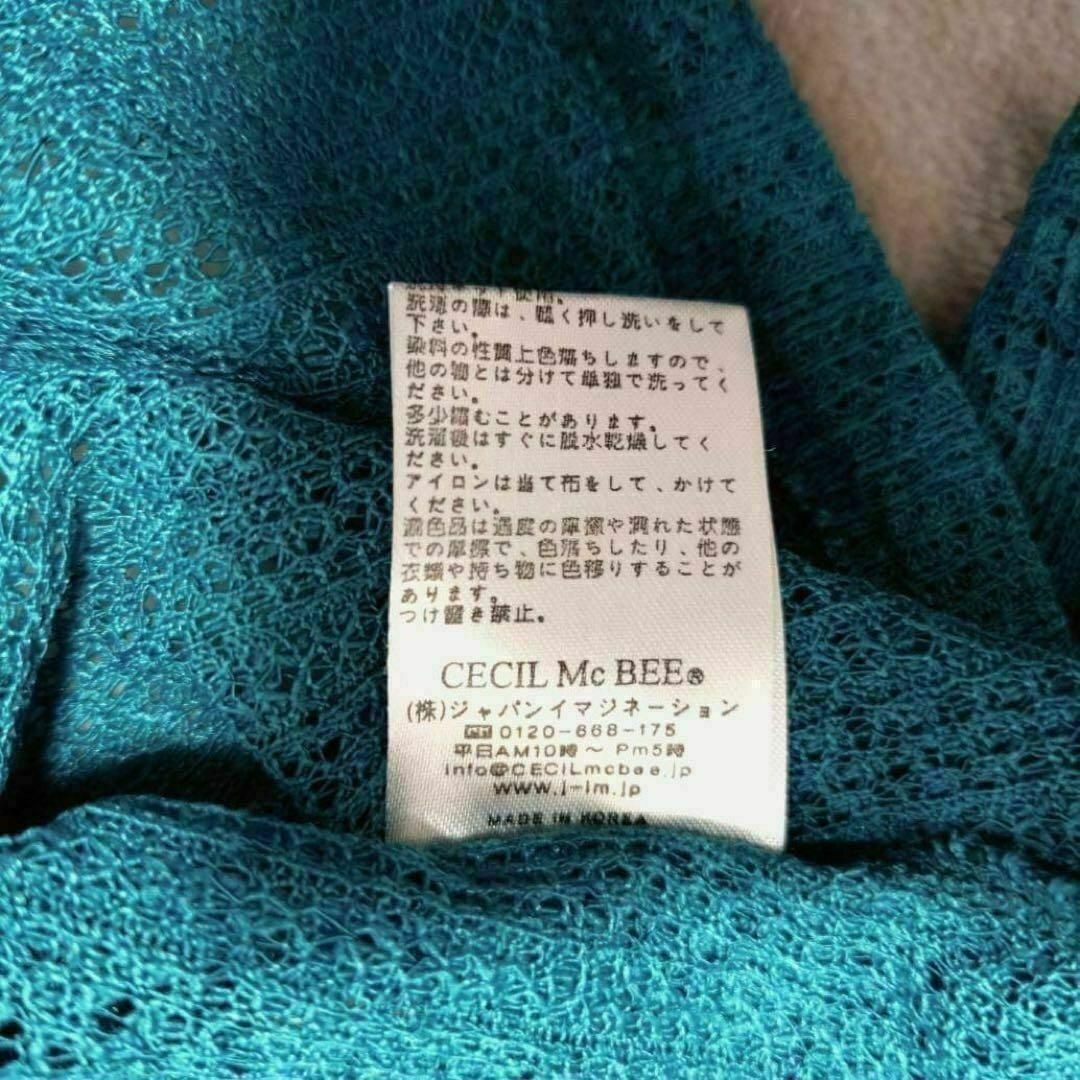 使用。
洗濯の際は、軽く押し洗いをして
下さい。
染料の性質上色落ちしますので、
他の物とは分けて単独で洗ってく
ださい。
多少縮むことがあります。
洗濯後はすぐに脱水乾燥してく
ださい。
アイロンは当て布をして、かけて
ください。
濃色品は過度の摩擦や濡れた状態
での摩擦で、色落ちしたり、他の
衣類や持ち物に色移りすることが
あります。
つけ置き禁止。
CECIL Mc BEE®
(株)ジャパンイマジネーション
0120-668-175
平日AM10時～Pm5時
info@CECILmcbee.jp
www.j-im.jp
MADE IN KOREA